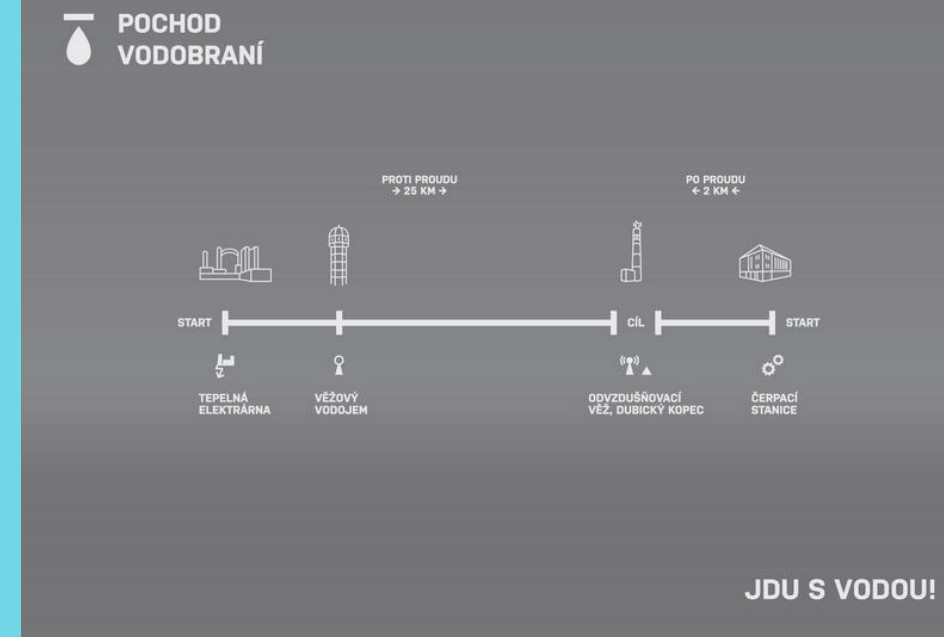 POCHOD
VODOBRANÍ
PROTI PROUDU
→ 25 KM →
PO PROUDU
← 2 KM ←
START
CÍL
START
TEPELNÁ
ELEKTRÁRNA
VĚŽOVÝ
VODOJEM
ODVZDUŠŇOVACÍ
VĚŽ, DUBICKÝ KOPEC
ČERPACÍ
STANICE
JDU S VODOU!